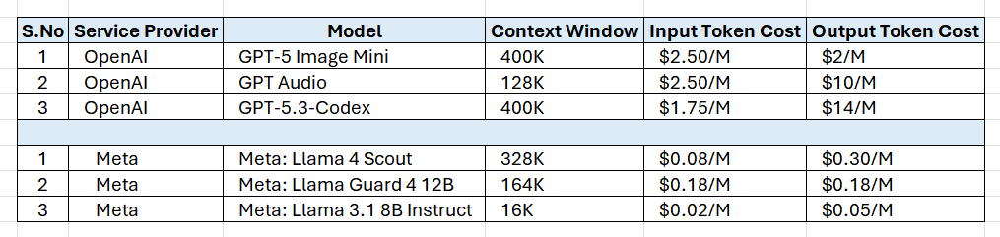 S.No Service Provider Model Context Window Input Token Cost Output Token Cost
1 OpenAI GPT-5 Image Mini 400K $2.50/M $2/M
2 OpenAI GPT Audio 128K $2.50/M $10/M
3 OpenAI GPT-5.3-Codex 400K $1.75/M $14/M
1 Meta Meta: Llama 4 Scout 328K $0.08/M $0.30/M
2 Meta Meta: Llama Guard 4 12B 164K $0.18/M $0.18/M
3 Meta Meta: Llama 3.1 8B Instruct 16K $0.02/M $0.05/M